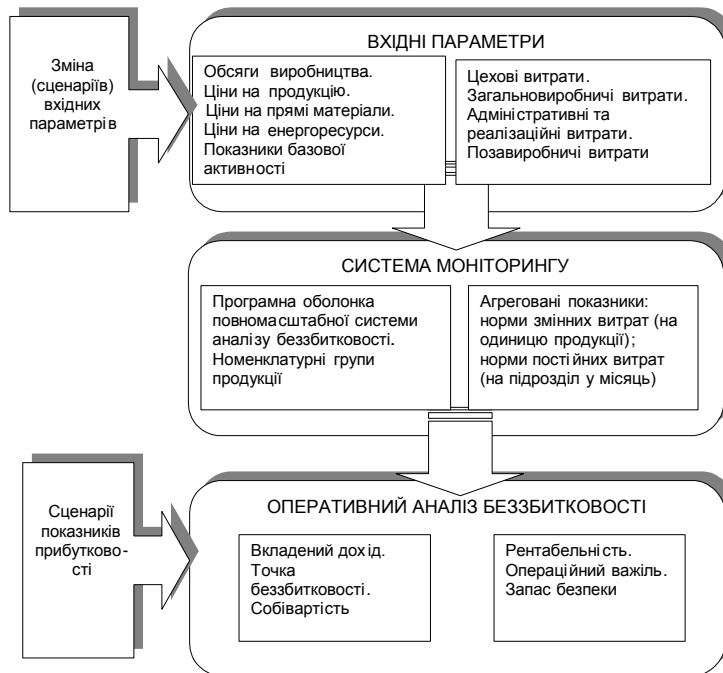 Зміна
(сценаріїв)
вхідних
параметрів
ВХІДНІ ПАРАМЕТРИ
Обсяги виробництва.
Ціни на продукцію.
Ціни на прямі матеріали.
Ціни на енергоресурси.
Показники базової
активності
Цехові витрати.
Загальновиробничі витрати.
Адміністративні та
реалізаційні витрати.
Позавиробничі витрати
СИСТЕМА МОНІТОРИНГУ
Програмна оболонка
повномасштабної системи
аналізу беззбитковості.
Номенклатурні групи
продукції
Агреговані показники:
норми змінних витрат (на
одиницю продукції);
норми постійних витрат
(на підрозділ у місяць)
Сценарії
показників
прибутково-
сті
ОПЕРАТИВНИЙ АНАЛІЗ БЕЗЗБИТКОВОСТІ
Вкладений дохід.
Точка
беззбитковості.
Собівартість
Рентабельність.
Операційний важіль.
Запас безпеки